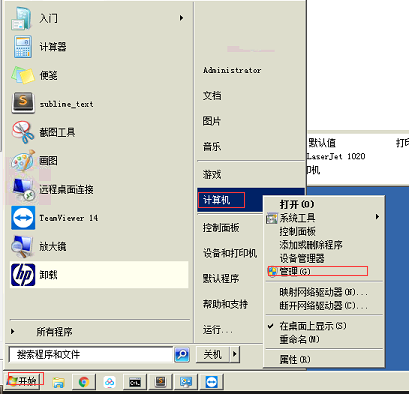 入门
计算器
便笺
sublime_text
截图工具
画图
远程桌面连接
TeamViewer 14
放大镜
卸载
所有程序
搜索程序和文件
Administrator
文档
图片
音乐
游戏
计算机
控制面板
设备和打印机
默认程序
帮助和支持
运行...
关机
打开(O)
系统工具
控制面板
添加或删除程序
设备管理器
管理(G)
映射网络驱动器(N)...
断开网络驱动器(C)...
在桌面上显示(S)
重命名(M)
属性(R)
默认值
LaserJet 1020
印机
打印
开始